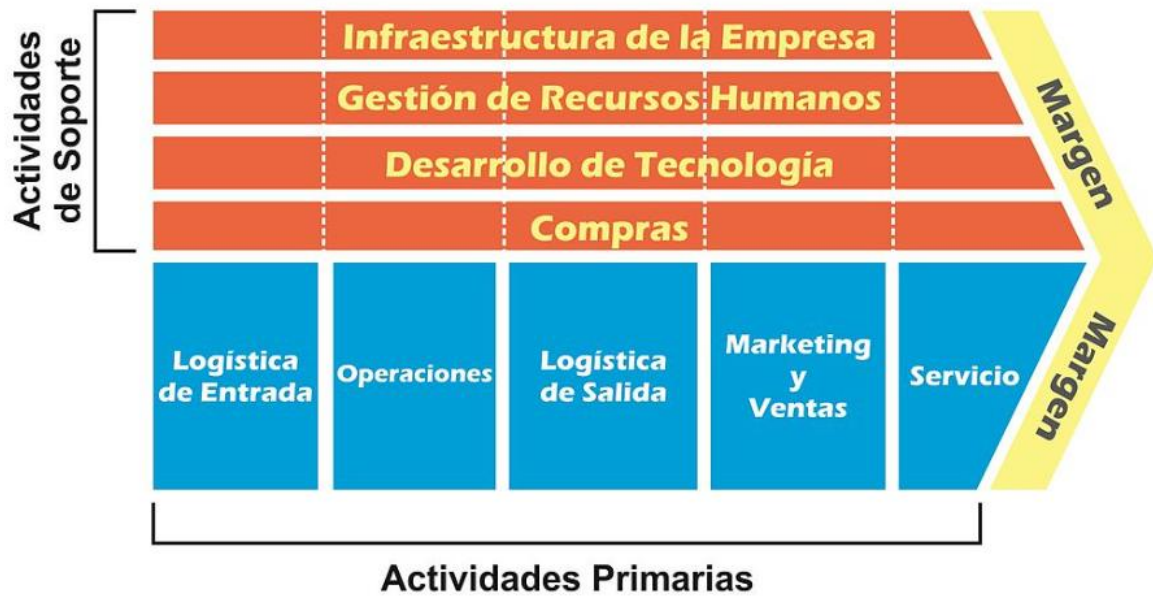 Actividades
de Soporte
Infraestructura de la Empresa
Gestión de Recursos Humanos
Desarrollo de Tecnología
Compras
Margen
Logística
de Entrada
Operaciones
Logística
de Salida
Marketing
y
Ventas
Servicio
Margen
Actividades Primarias